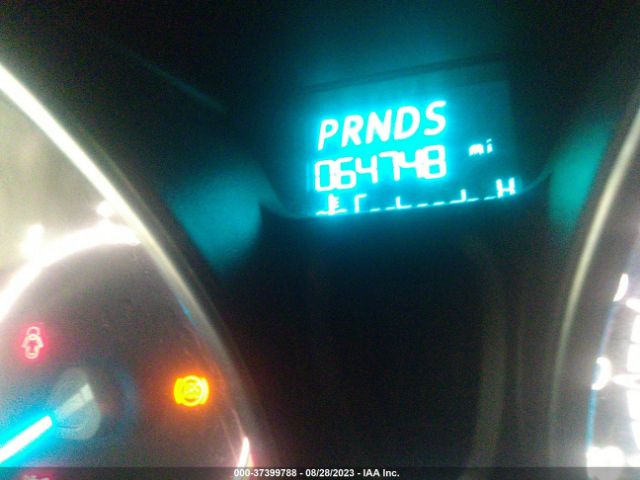 PRNDS
064748 mi
H
000-37399788 - 08/28/2023 - IAA Inc.